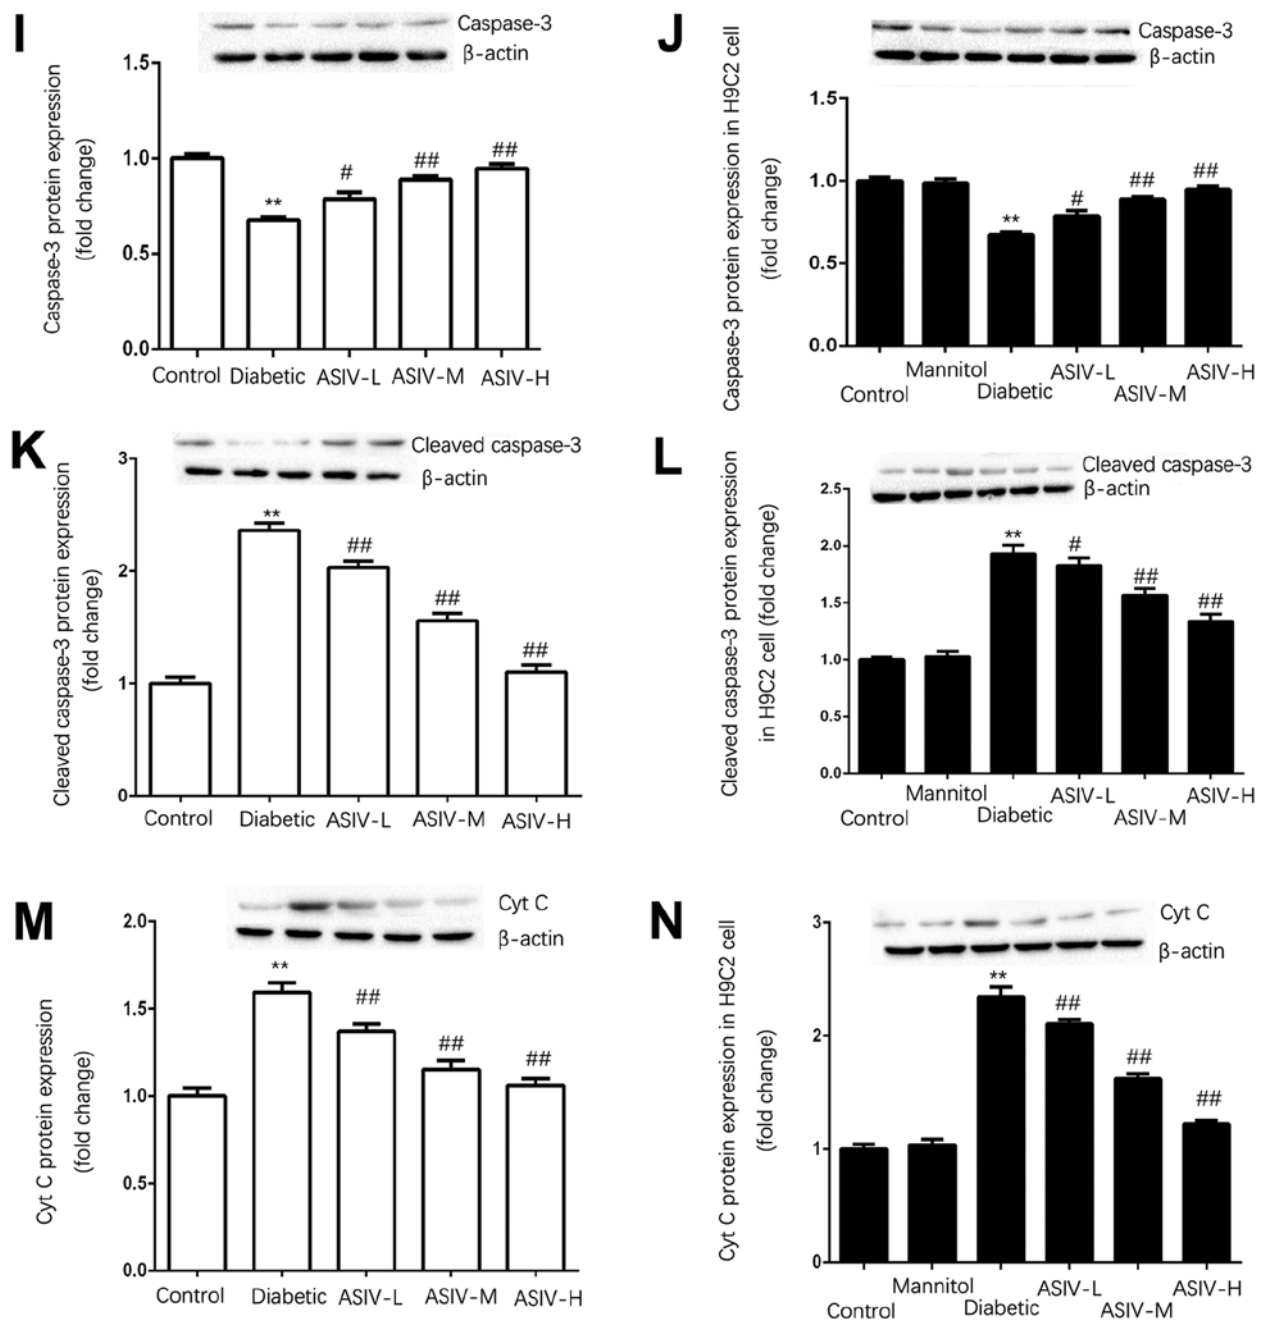 I
Caspase-3
β-actin
Caspase-3 protein expression
(fold change)
1.5
1.0
0.5
0.0
**
#
##
##
Control Diabetic ASIV-L ASIV-M ASIV-H
J
Caspase-3
β-actin
Caspase-3 protein expression in H9C2 cell
(fold change)
1.5
1.0
0.5
0.0
**
#
##
##
Control Mannitol Diabetic ASIV-L ASIV-M ASIV-H
K
Cleaved caspase-3
β-actin
Cleaved caspase-3 protein expression
(fold change)
3
2
1
0
**
##
##
##
Control Diabetic ASIV-L ASIV-M ASIV-H
L
Cleaved caspase-3
β-actin
Cleaved caspase-3 protein expression
in H9C2 cell (fold change)
2.5
2.0
1.5
1.0
0.5
0.0
**
#
##
##
Control Mannitol Diabetic ASIV-L ASIV-M ASIV-H
M
Cyt C
β-actin
Cyt C protein expression
(fold change)
2.0
1.5
1.0
0.5
0.0
**
##
##
##
Control Diabetic ASIV-L ASIV-M ASIV-H
N
Cyt C
β-actin
Cyt C protein expression in H9C2 cell
(fold change)
3
2
1
0
**
##
##
##
Control Mannitol Diabetic ASIV-L ASIV-M ASIV-H